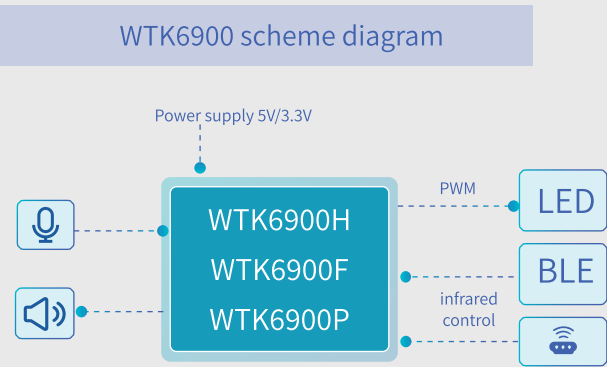 WTK6900 scheme diagram
Power supply 5V/3.3V
WTK6900H
WTK6900F
WTK6900P
PWM
LED
BLE
infrared
control